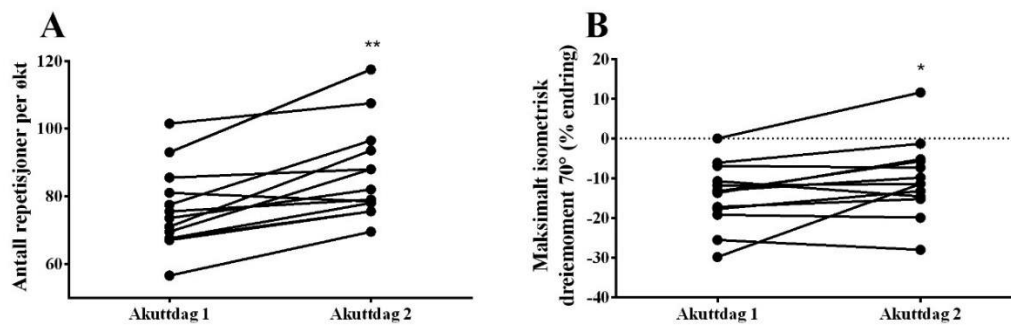 A
Antall repetisjoner per økt
120
100
80
60
**
Akuttdag 1
Akuttdag 2
B
Maksimalt isometrisk
dreiemoment 70° (% endring)
20
10
0
-10
-20
-30
-40
*
Akuttdag 1
Akuttdag 2